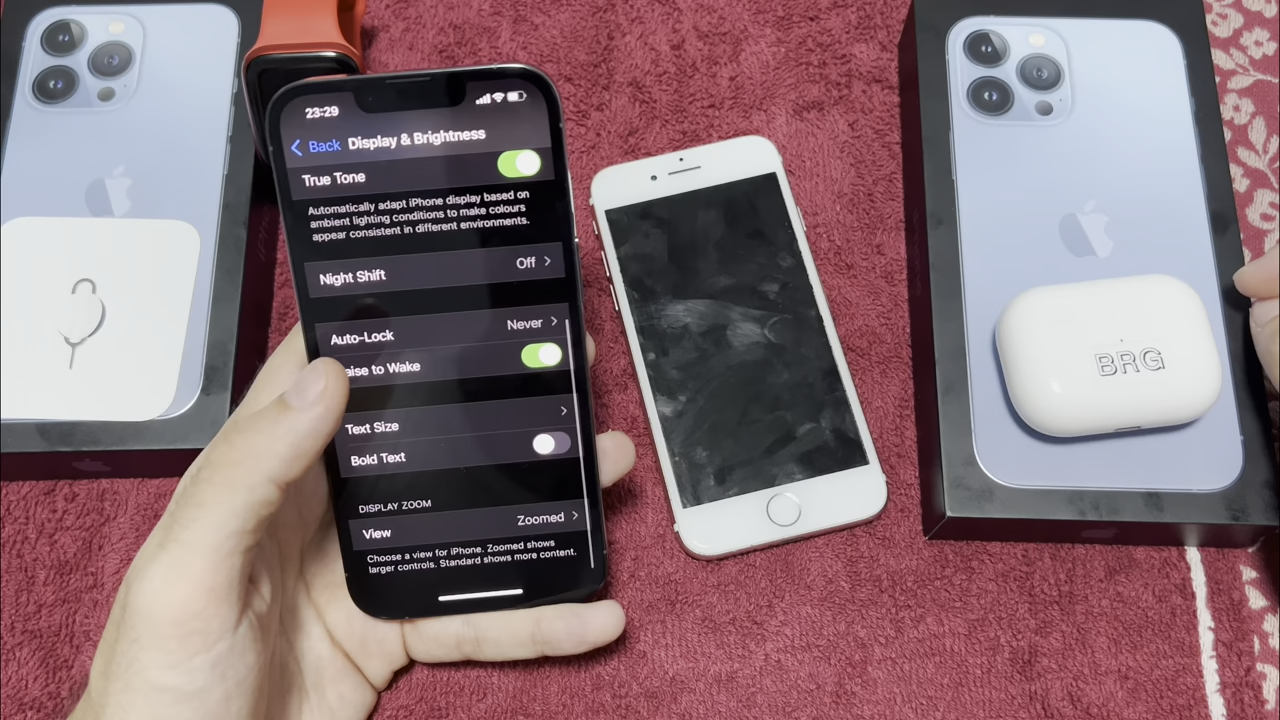 23:29
Back Display & Brightness
True Tone
Automatically adapt iPhone display based on
ambient lighting conditions to make colours
appear consistent in different environments.
Night Shift Off
Auto-Lock Never
aise to Wake
Text Size
Bold Text
DISPLAY ZOOM
View Zoomed
Choose a view for iPhone. Zoomed shows
larger controls. Standard shows more content.
BRG